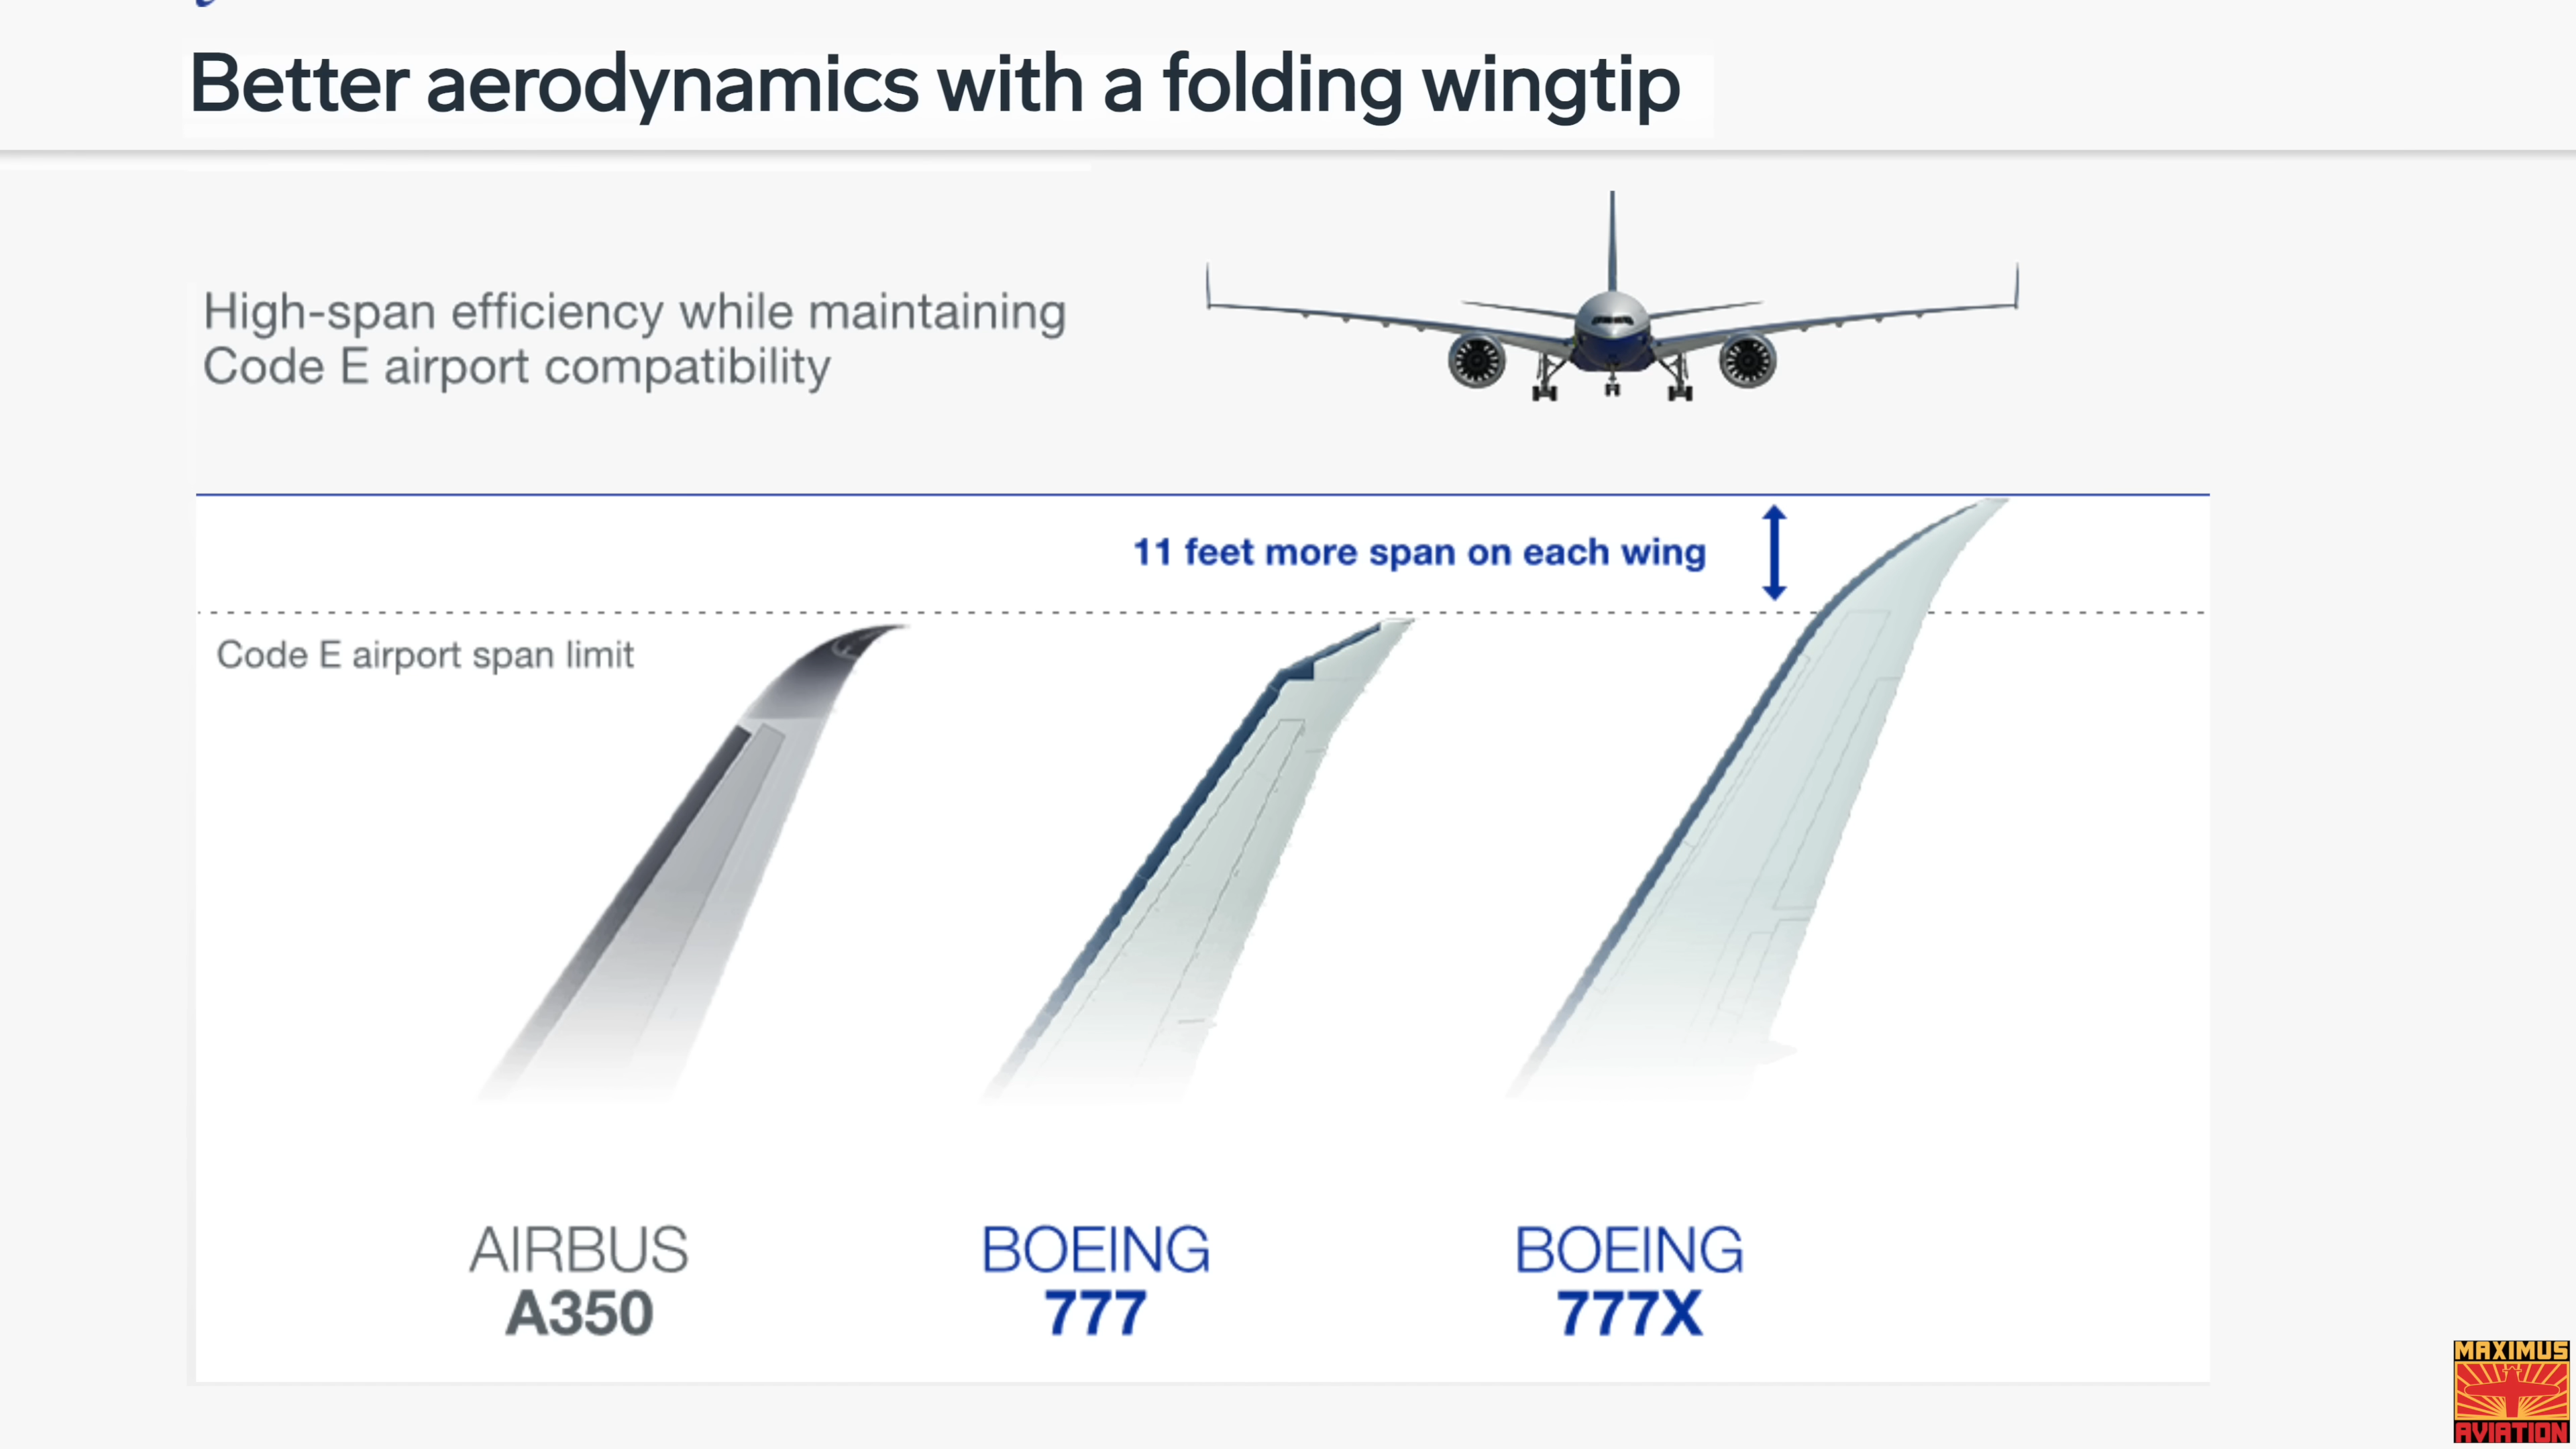 Better aerodynamics with a folding wingtip
High-span efficiency while maintaining
Code E airport compatibility
11 feet more span on each wing
Code E airport span limit
AIRBUS
A350
BOEING
777
BOEING
777X
MAXIMUS
AVIATION